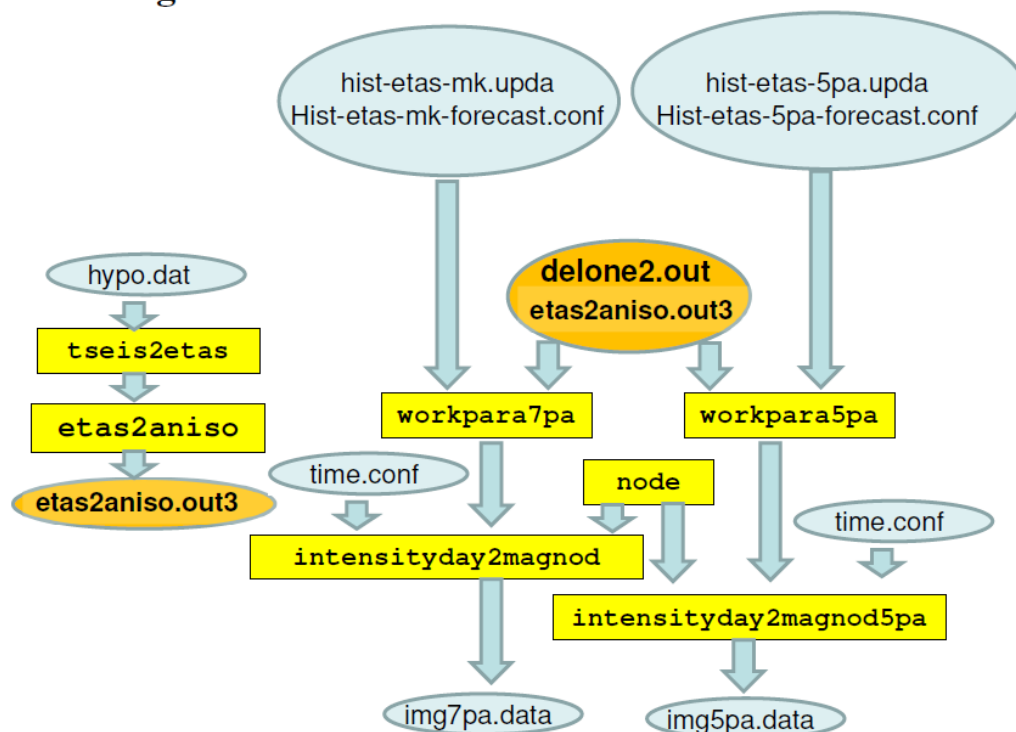 hist-etas-mk.upda
Hist-etas-mk-forecast.conf
hist-etas-5pa.upda
Hist-etas-5pa-forecast.conf
hypo.dat
delone2.out
etas2aniso.out3
tseis2etas
etas2aniso
etas2aniso.out3
workpara7pa
workpara5pa
time.conf
node
time.conf
intensityday2magnod
intensityday2magnod5pa
img7pa.data
img5pa.data